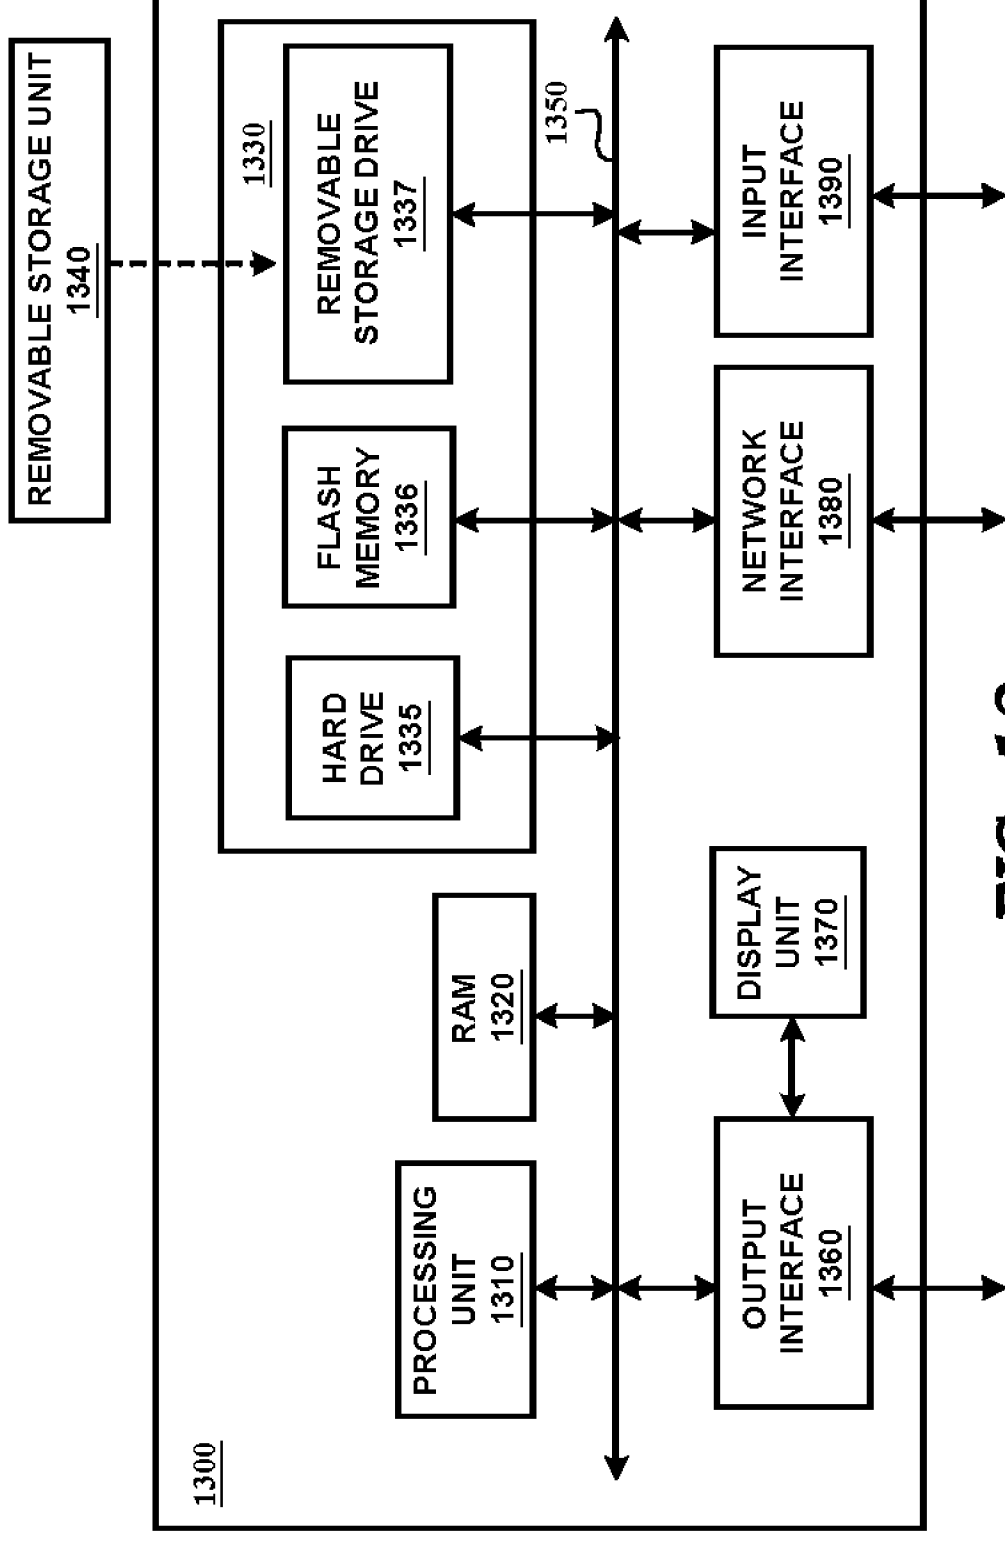 1300
PROCESSING
UNIT
1310
RAM
1320
1330
HARD
DRIVE
1335
FLASH
MEMORY
1336
REMOVABLE
STORAGE DRIVE
1337
REMOVABLE STORAGE UNIT
1340
1350
OUTPUT
INTERFACE
1360
DISPLAY
UNIT
1370
NETWORK
INTERFACE
1380
INPUT
INTERFACE
1390